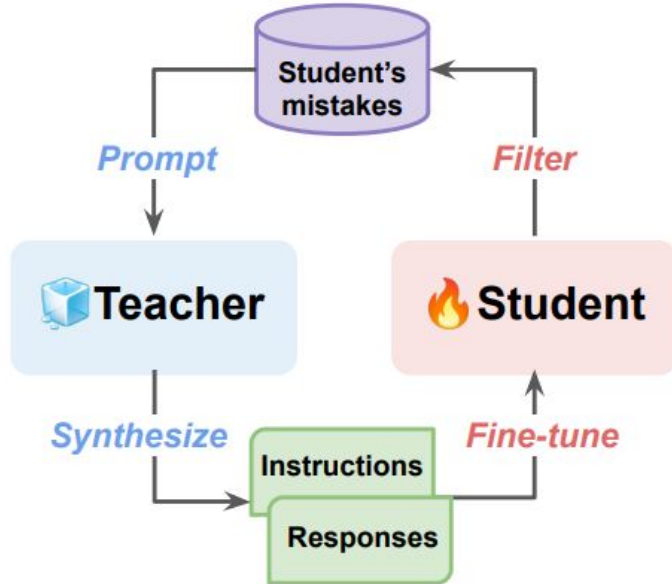 Student's
mistakes
Prompt
Filter
Teacher
Student
Synthesize
Fine-tune
Instructions
Responses